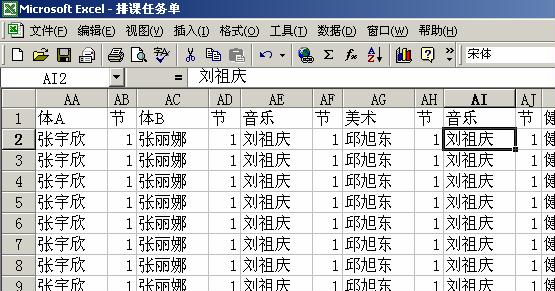 Microsoft Excel - 排课任务单
文件(F) 编辑(E) 视图(V) 插入(I) 格式(O) 工具(T) 数据(D) 窗口(W) 帮助(H)
宋体
AI2 = 刘祖庆
AA AB AC AD AE AF AG AH AI AJ
1 体A 节 体B 节 音乐 节 美术 节 音乐 节 健
2 张宇欣 1 张丽娜 1 刘祖庆 1 邱旭东 1 刘祖庆 1 健
3 张宇欣 1 张丽娜 1 刘祖庆 1 邱旭东 1 刘祖庆 1 健
4 张宇欣 1 张丽娜 1 刘祖庆 1 邱旭东 1 刘祖庆 1 健
5 张宇欣 1 张丽娜 1 刘祖庆 1 邱旭东 1 刘祖庆 1 健
6 张宇欣 1 张丽娜 1 刘祖庆 1 邱旭东 1 刘祖庆 1 健
7 张宇欣 1 张丽娜 1 刘祖庆 1 邱旭东 1 刘祖庆 1 健
8 张宇欣 1 张丽娜 1 刘祖庆 1 邱旭东 1 刘祖庆 1 健
9 张宇欣 1 张丽娜 1 刘祖庆 1 邱旭东 1 刘祖庆 1 健